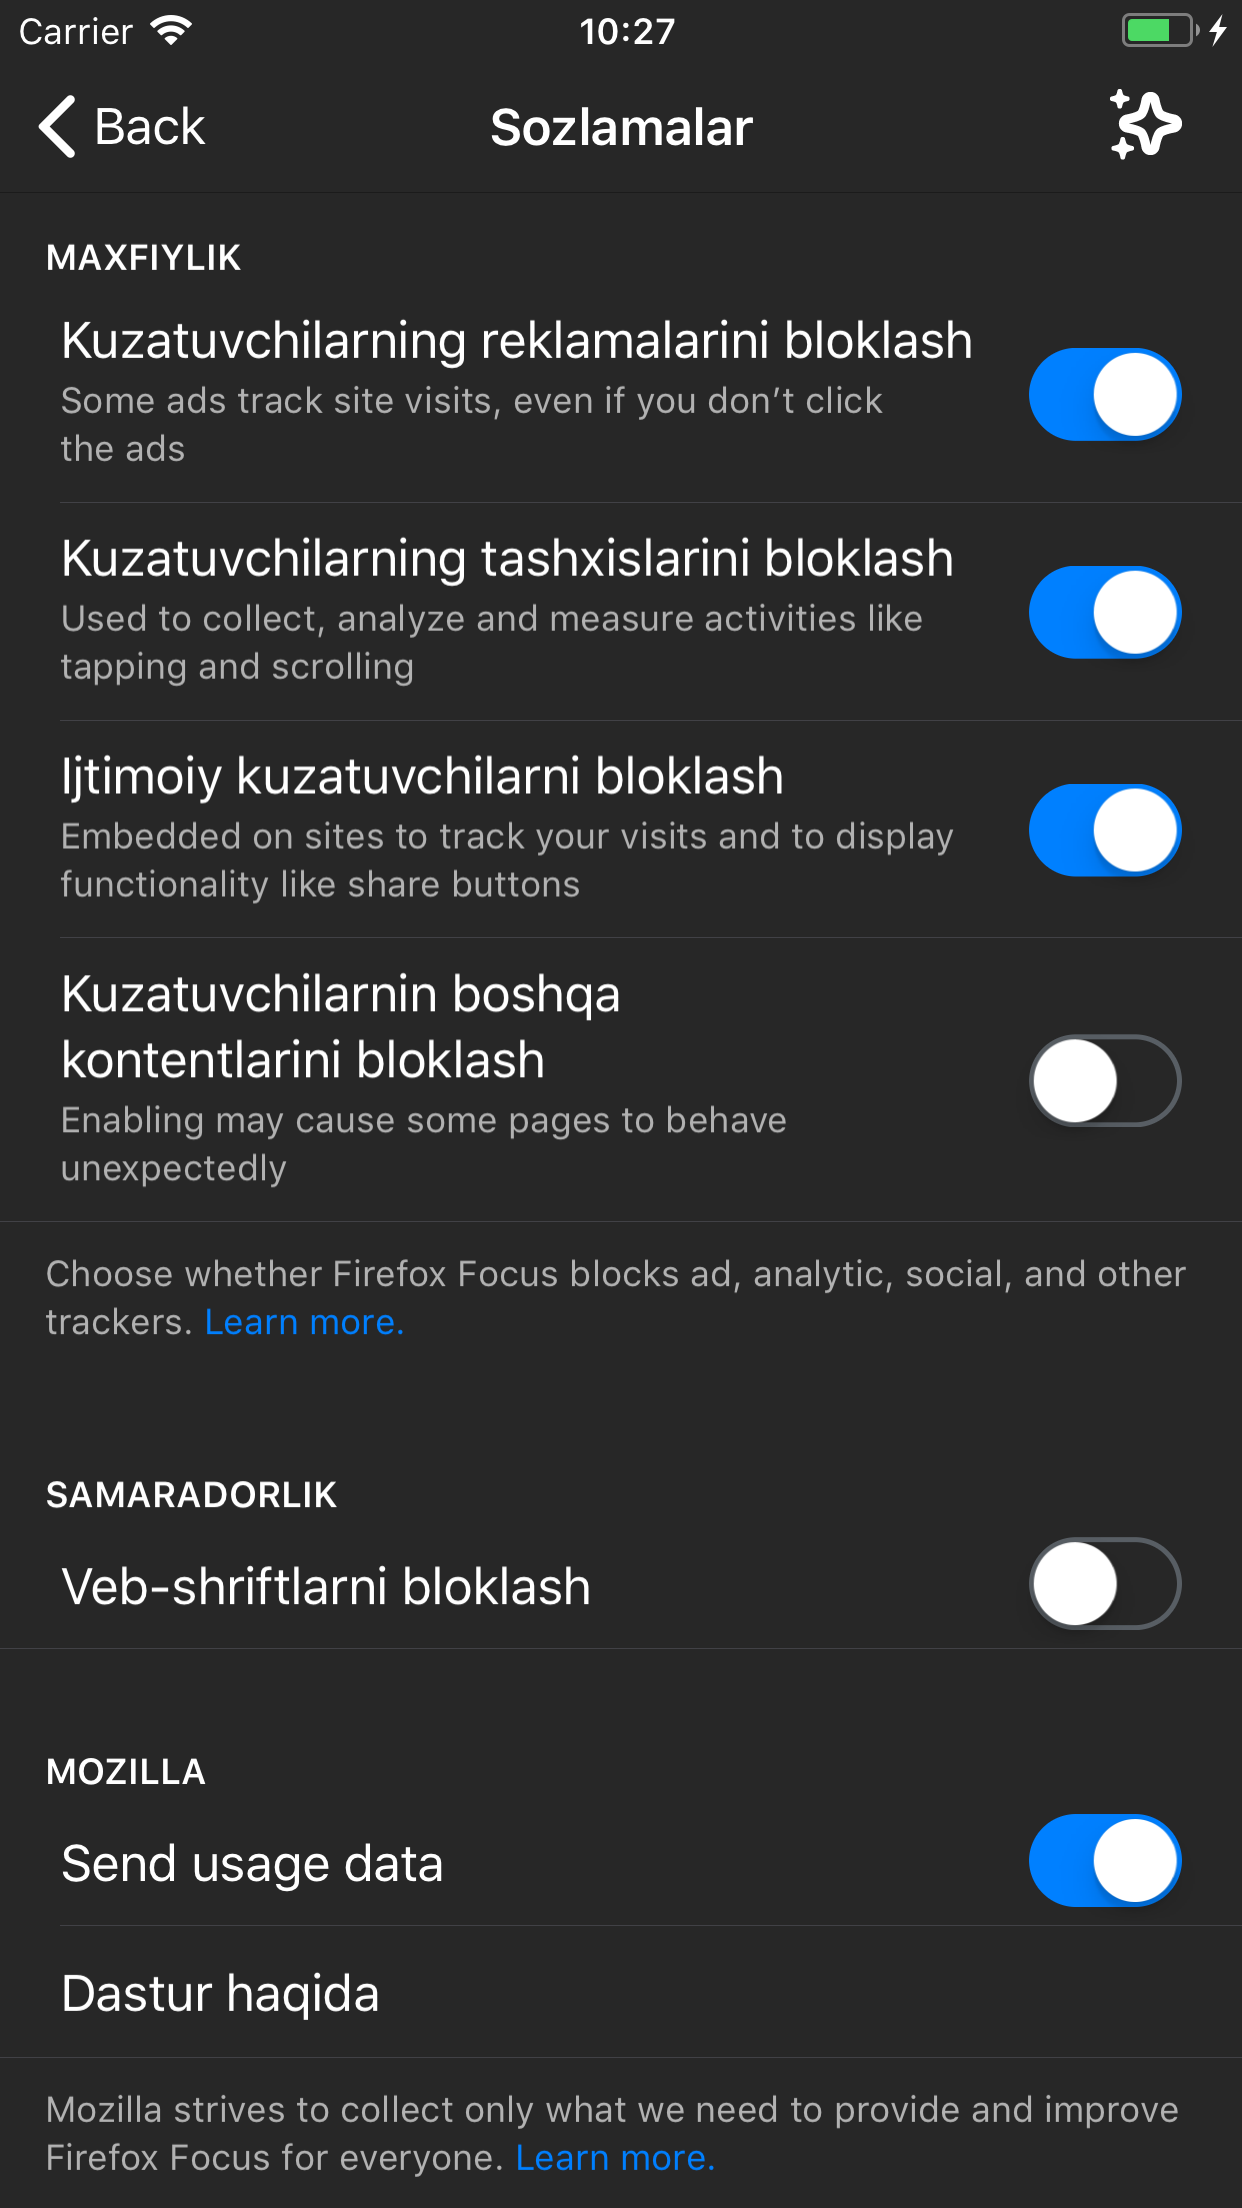 Carrier
10:27
Back
Sozlamalar
MAXFIYLIK
Kuzatuvchilarning reklamalarini bloklash
Some ads track site visits, even if you don’t click
the ads
Kuzatuvchilarning tashxislarini bloklash
Used to collect, analyze and measure activities like
tapping and scrolling
Ijtimoiy kuzatuvchilarni bloklash
Embedded on sites to track your visits and to display
functionality like share buttons
Kuzatuvchilarnin boshqa
kontentlarini bloklash
Enabling may cause some pages to behave
unexpectedly
Choose whether Firefox Focus blocks ad, analytic, social, and other
trackers. Learn more.
SAMARADORLIK
Veb-shriftlarni bloklash
MOZILLA
Send usage data
Dastur haqida
Mozilla strives to collect only what we need to provide and improve
Firefox Focus for everyone. Learn more.